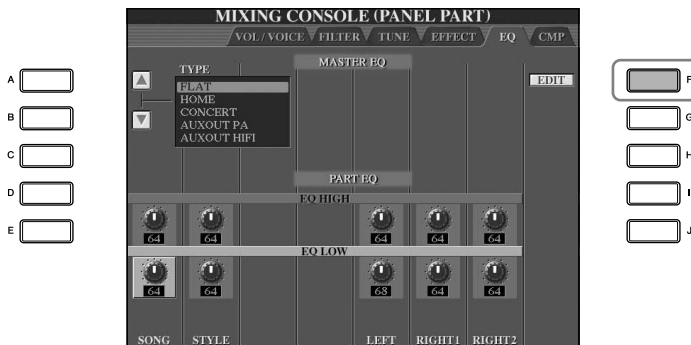 MIXING CONSOLE (PANEL PART)
VOL / VOICE FILTER TUNE EFFECT EQ CMP
MASTER EQ
TYPE
EDIT
FLAT
HOME
CONCERT
AUXOUT PA
AUXOUT HIFI
A
B
C
D
E
F
G
H
I
J
PART EQ
EQ HIGH
64 64 64 64 64
EQ LOW
64 64 68 64 64
SONG STYLE LEFT RIGHT1 RIGHT2